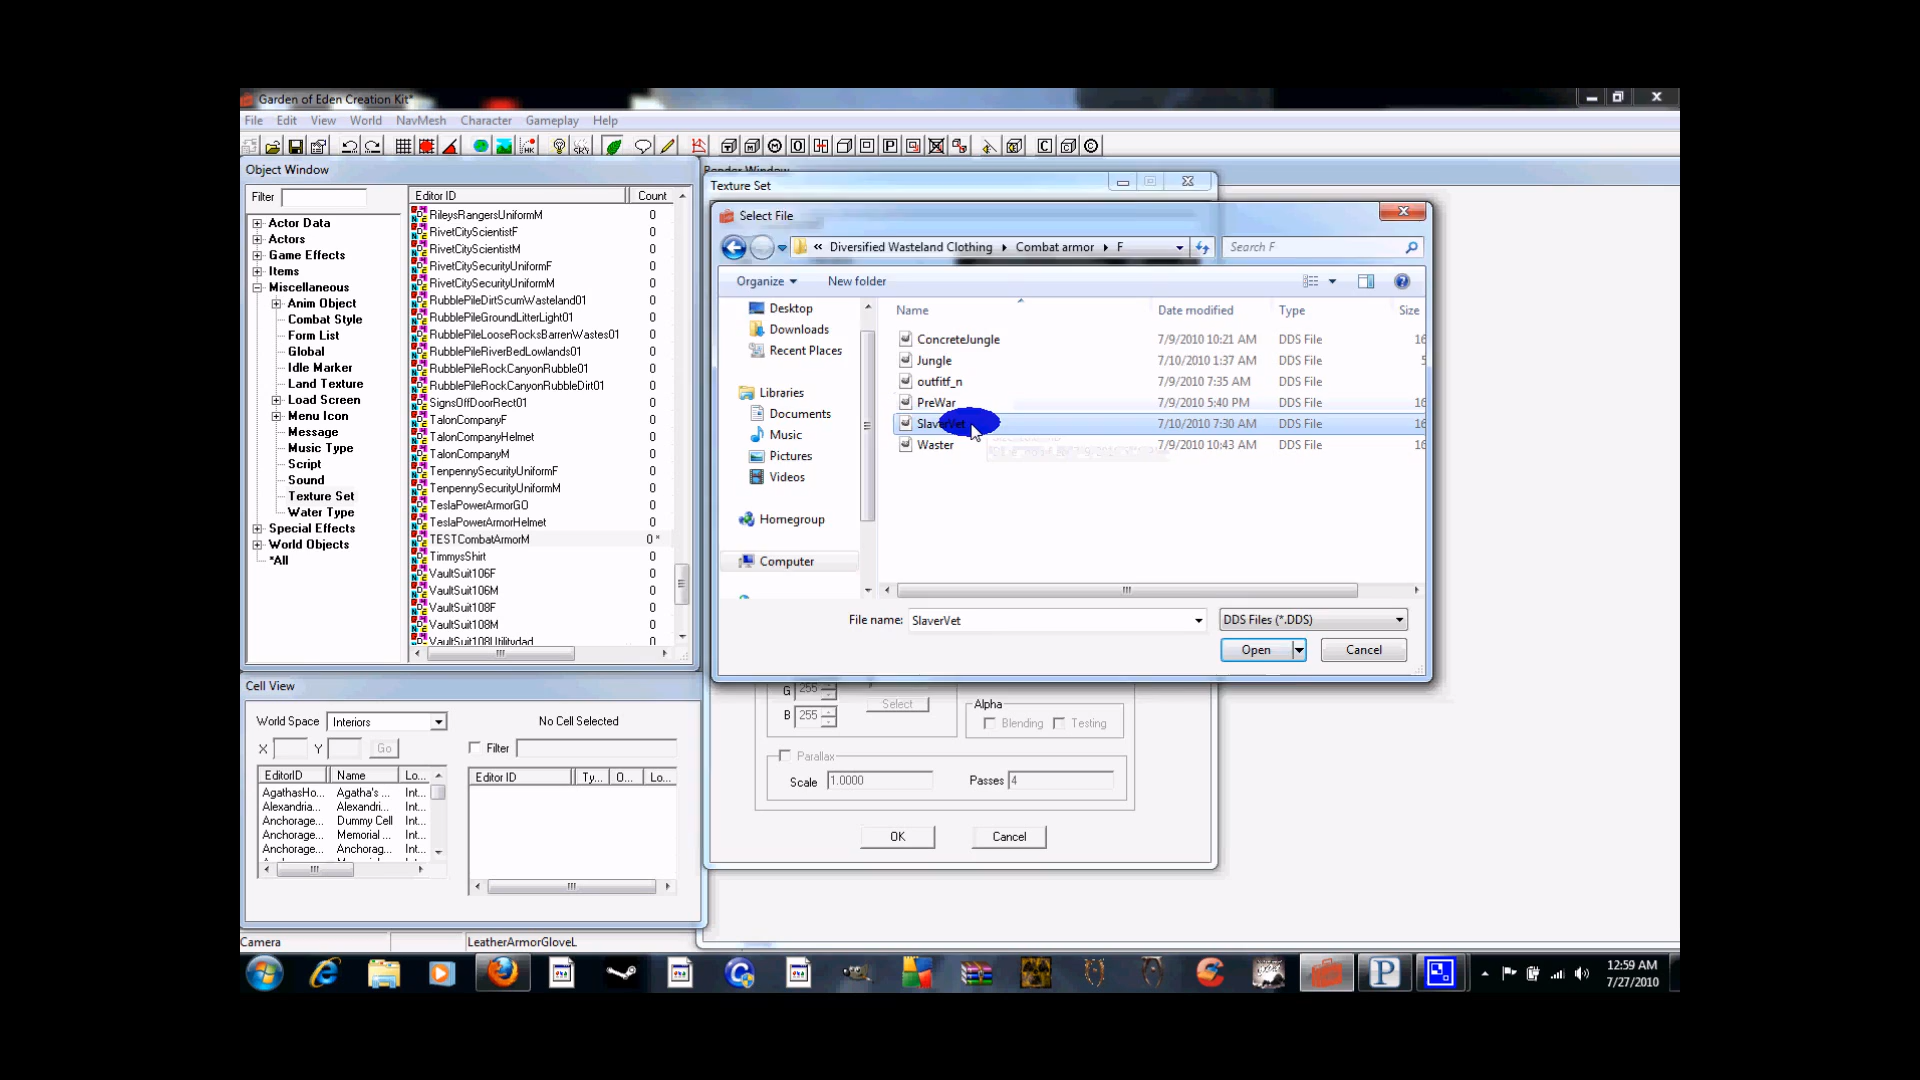 Garden of Eden Creation Kit*
File Edit View World NavMesh Character Gameplay Help
Object Window
Filter
Actor Data
Actors
Game Effects
Items
Miscellaneous
Anim Object
Combat Style
Form List
Global
Idle Marker
Land Texture
Load Screen
Menu Icon
Message
Music Type
Script
Sound
Texture Set
Water Type
Special Effects
World Objects
*All
Editor ID Count
RileysRangersUniformM 0
RivetCityScientistF 0
RivetCityScientistM 0
RivetCitySecurityUniformF 0
RivetCitySecurityUniformM 0
RubblePileDirtScumWasteland01 0
RubblePileGroundLitterLight01 0
RubblePileLooseRocksBarrenWastes01 0
RubblePileRiverBedLowlands01 0
RubblePileRockCanyonRubble01 0
RubblePileRockCanyonRubbleDirt01 0
SignsOffDoorRect01 0
TalonCompanyF 0
TalonCompanyHelmet 0
TalonCompanyM 0
TenpennySecurityUniformF 0
TenpennySecurityUniformM 0
TeslaPowerArmorGO 0
TeslaPowerArmorHelmet 0
TESTCombatArmorM 0 *
TimmysShirt 0
VaultSuit106F 0
VaultSuit106M 0
VaultSuit108F 0
VaultSuit108M 0
VaultSuit108Utilitydad 0
Render Window
Texture Set
Select File
« Diversified Wasteland Clothing Combat armor F
Search F
Organize New folder
Desktop
Downloads
Recent Places
Libraries
Documents
Music
Pictures
Videos
Homegroup
Computer
Name Date modified Type Size
ConcreteJungle 7/9/2010 10:21 AM DDS File 16
Jungle 7/10/2010 1:37 AM DDS File 5
outfitf_n 7/9/2010 7:35 AM DDS File
PreWar 7/9/2010 5:40 PM DDS File 16
SlaverVet 7/10/2010 7:30 AM DDS File 16
Waster 7/9/2010 10:43 AM DDS File 16
File name: SlaverVet DDS Files (*.DDS)
Open Cancel
G 255
B 255
Select
Alpha
Blending Testing
Parallax
Scale 1.0000 Passes 4
OK Cancel
Cell View
World Space Interiors No Cell Selected
X Y Go Filter
EditorID Name Lo...
AgathasHo... Agatha's ... Int...
Alexandria... Alexandri... Int...
Anchorage... Dummy Cell Int...
Anchorage... Memorial ... Int...
Anchorage... Anchorag... Int...
Editor ID Ty... O... Lo...
Camera LeatherArmorGloveL
12:59 AM
7/27/2010